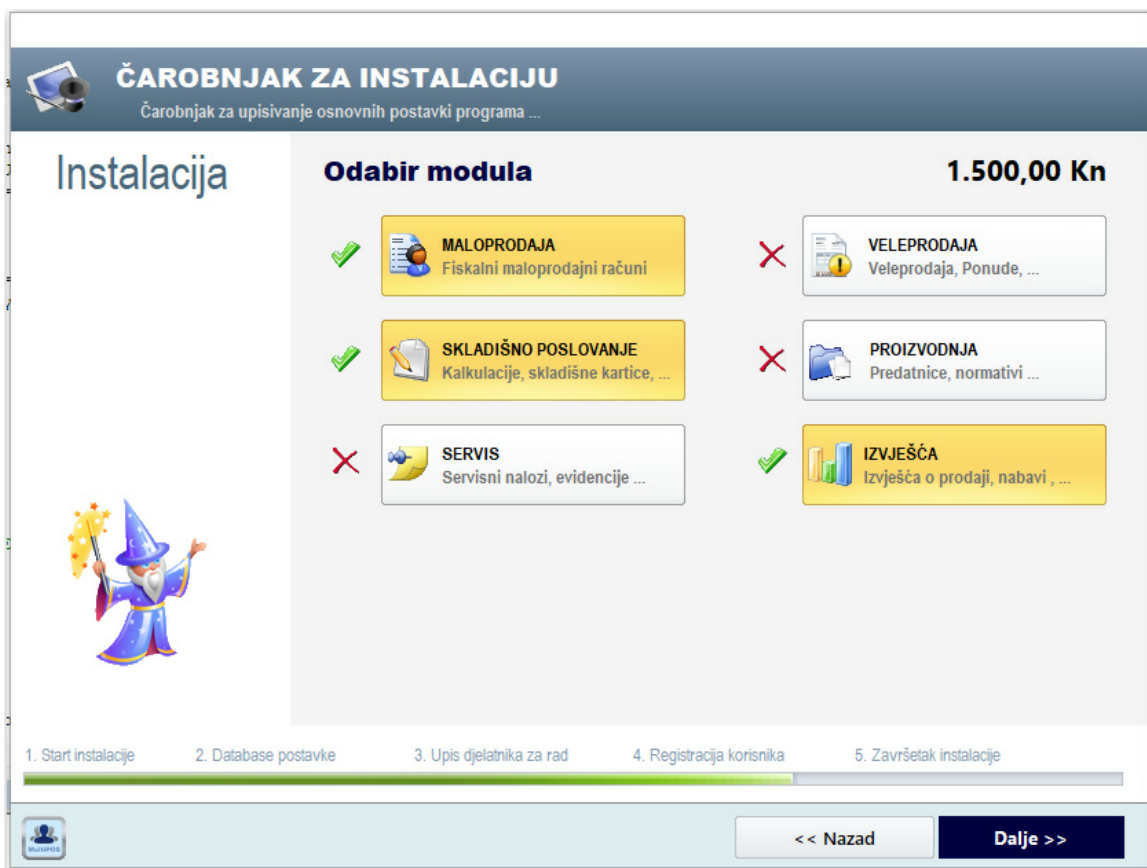 ČAROBNJAK ZA INSTALACIJU
Čarobnjak za upisivanje osnovnih postavki programa ...
Instalacija
Odabir modula
1.500,00 Kn
MALOPRODAJA
Fiskalni maloprodajni računi
VELEPRODAJA
Veleprodaja, Ponude, ...
SKLADIŠNO POSLOVANJE
Kalkulacije, skladišne kartice, ...
PROIZVODNJA
Predatnice, normativi ...
SERVIS
Servisni nalozi, evidencije ...
IZVJEŠĆA
Izvješća o prodaji, nabavi , ...
1. Start instalacije
2. Database postavke
3. Upis djelatnika za rad
4. Registracija korisnika
5. Završetak instalacije
MultiPOS
<< Nazad
Dalje >>